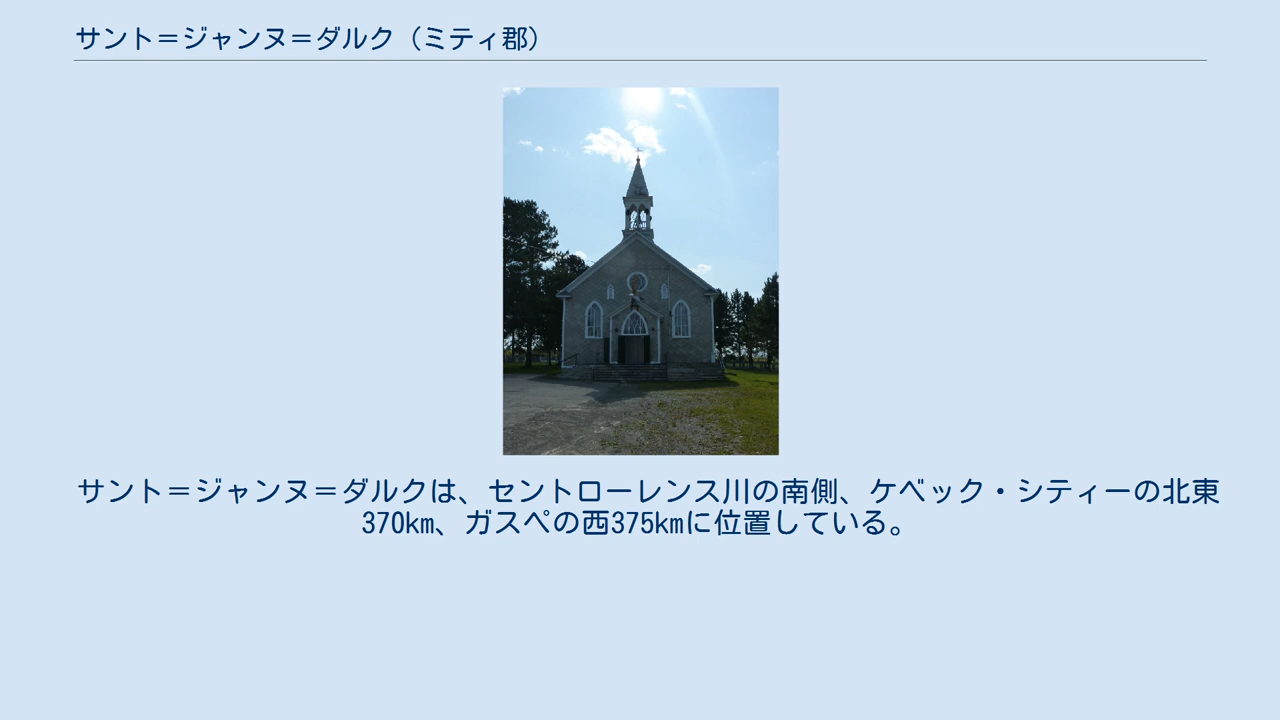 サント＝ジャンヌ＝ダルク（ミティ郡）
サント＝ジャンヌ＝ダルクは、セントローレンス川の南側、ケベック・シティーの北東
370km、ガスペの西375kmに位置している。